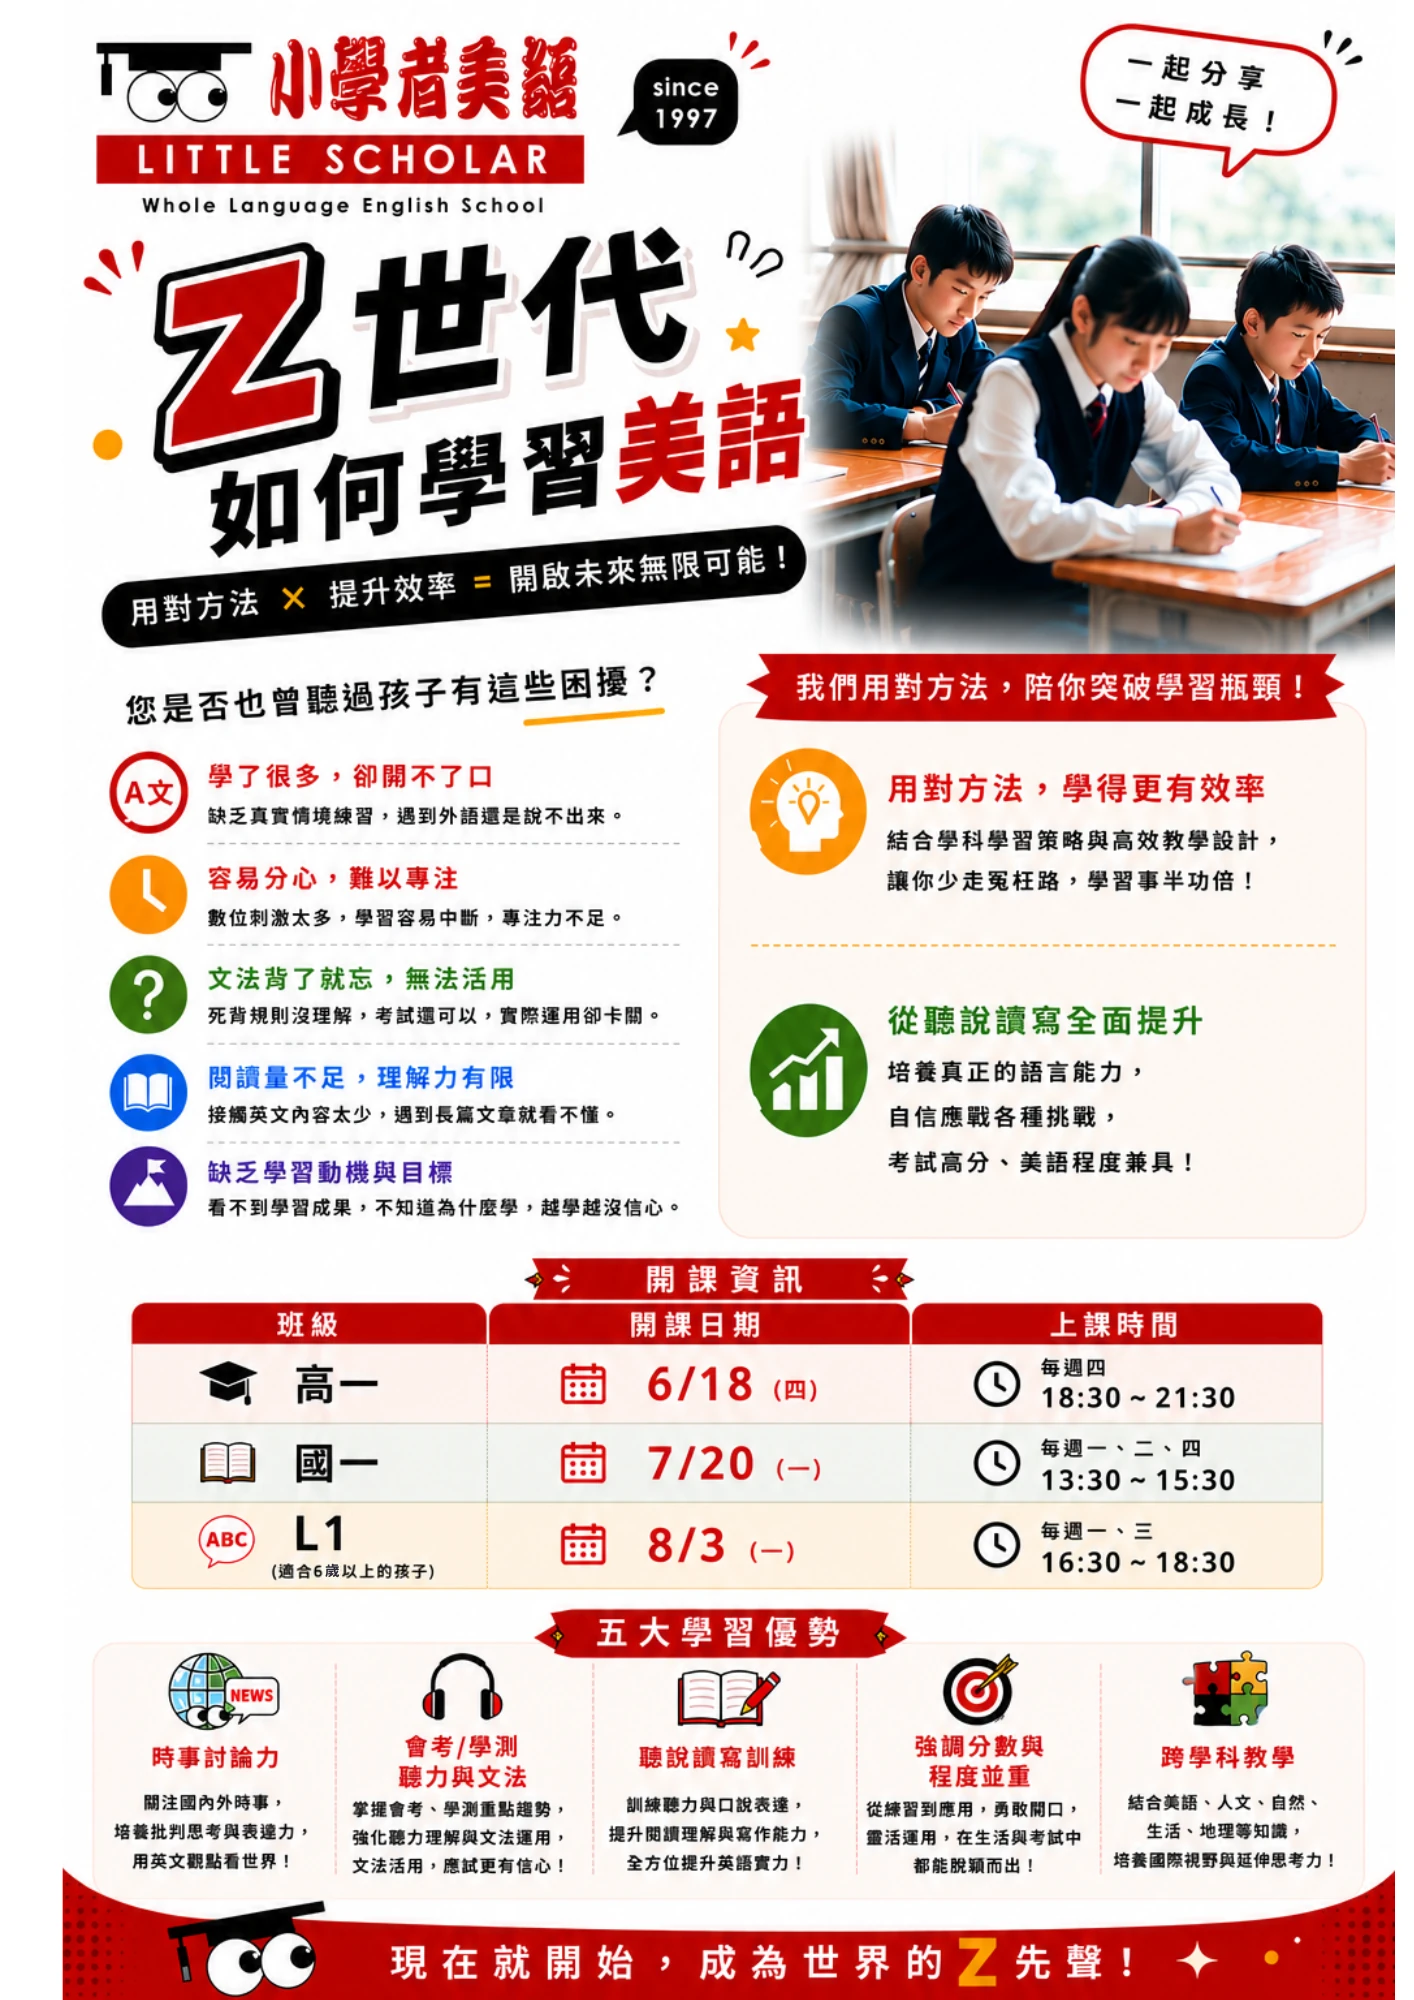 小學者美語
LITTLE SCHOLAR
Whole Language English School
since
1997
一起分享
一起成長！
Z世代
如何學習美語
用對方法 × 提升效率 = 開啟未來無限可能！
您是否也曾聽過孩子有這些困擾？
A文
學了很多，卻開不了口
缺乏真實情境練習，遇到外語還是說不出來。
容易分心，難以專注
數位刺激太多，學習容易中斷，專注力不足。
?
文法背了就忘，無法活用
死背規則沒理解，考試還可以，實際運用卻卡關。
閱讀量不足，理解力有限
接觸英文內容太少，遇到長篇文章就看不懂。
缺乏學習動機與目標
看不到學習成果，不知道為什麼學，越學越沒信心。
我們用對方法，陪你突破學習瓶頸！
用對方法，學得更有效率
結合學科學習策略與高效教學設計，
讓你少走冤枉路，學習事半功倍！
從聽說讀寫全面提升
培養真正的語言能力，
自信應戰各種挑戰，
考試高分、美語程度兼具！
開課資訊
班級 開課日期 上課時間
高一 6/18 (四) 每週四
18:30 ~ 21:30
國一 7/20 (一) 每週一、二、四
13:30 ~ 15:30
ABC L1 8/3 (一) 每週一、三
(適合6歲以上的孩子) 16:30 ~ 18:30
五大學習優勢
NEWS
時事討論力
關注國內外時事，
培養批判思考與表達力，
用英文觀點看世界！
會考/學測
聽力與文法
掌握會考、學測重點趨勢，
強化聽力理解與文法運用，
文法活用，應試更有信心！
聽說讀寫訓練
訓練聽力與口說表達，
提升閱讀理解與寫作能力，
全方位提升英語實力！
強調分數與
程度並重
從練習到應用，勇敢開口，
靈活運用，在生活與考試中
都能脫穎而出！
跨學科教學
結合美語、人文、自然、
生活、地理等知識，
培養國際視野與延伸思考力！
現在就開始，成為世界的Z先聲！